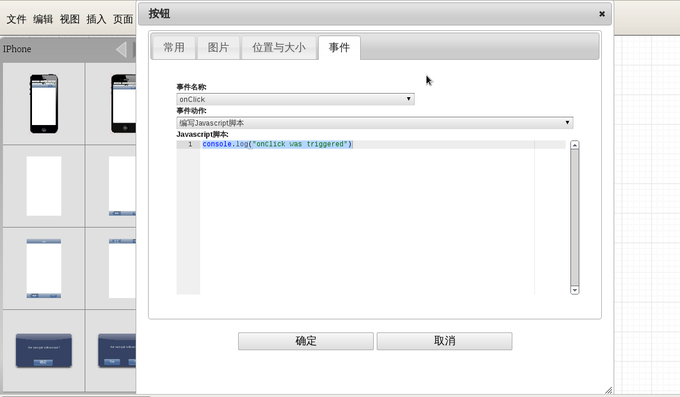 按钮
文件 编辑 视图 插入 页面
IPhone
常用 图片 位置与大小 事件
事件名称:
onClick
事件动作:
编写Javascript脚本
Javascript脚本:
1 console.log("onClick was triggered")
确定 取消